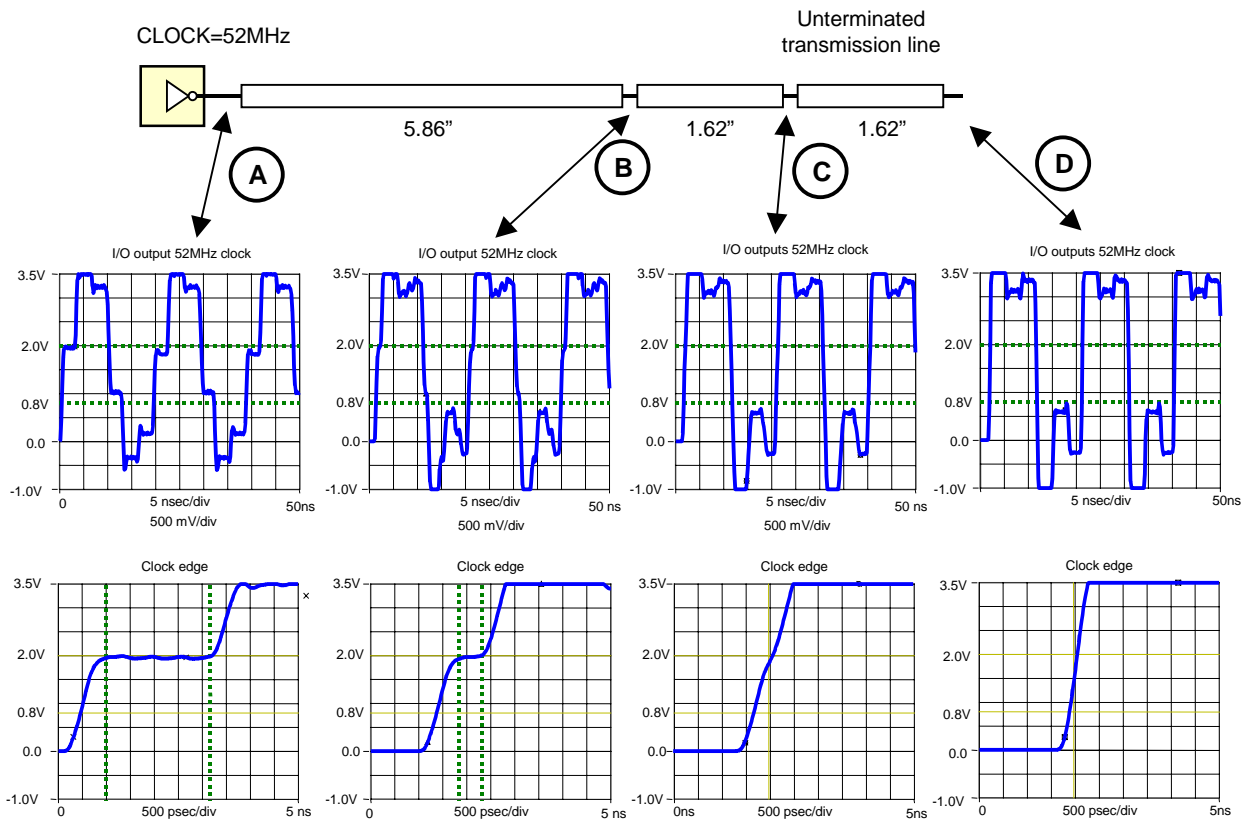 CLOCK=52MHz
Unterminated
transmission line
5.86”
1.62”
1.62”
A
B
C
D
I/O output 52MHz clock
3.5V
2.0V
0.8V
0.0
-1.0V
0
5 nsec/div
50ns
500 mV/div
I/O output 52MHz clock
3.5V
2.0V
0.8V
0.0
-1.0V
5 nsec/div
50 ns
500 mV/div
I/O outputs 52MHz clock
3.5V
2.0V
0.8V
0.0
-1.0V
5 nsec/div
50 ns
500 mV/div
I/O outputs 52MHz clock
3.5V
2.0V
0.8V
0.0
-1.0V
5 nsec/div
50ns
Clock edge
3.5V
2.0V
0.8V
0.0
-1.0V
0
500 psec/div
5 ns
Clock edge
3.5V
2.0V
0.8V
0.0
-1.0V
0
500 psec/div
5 ns
Clock edge
3.5V
2.0V
0.8V
0.0
-1.0V
0ns
500 psec/div
5 ns
Clock edge
3.5V
2.0V
0.8V
0.0
-1.0V
0
500 psec/div
5ns